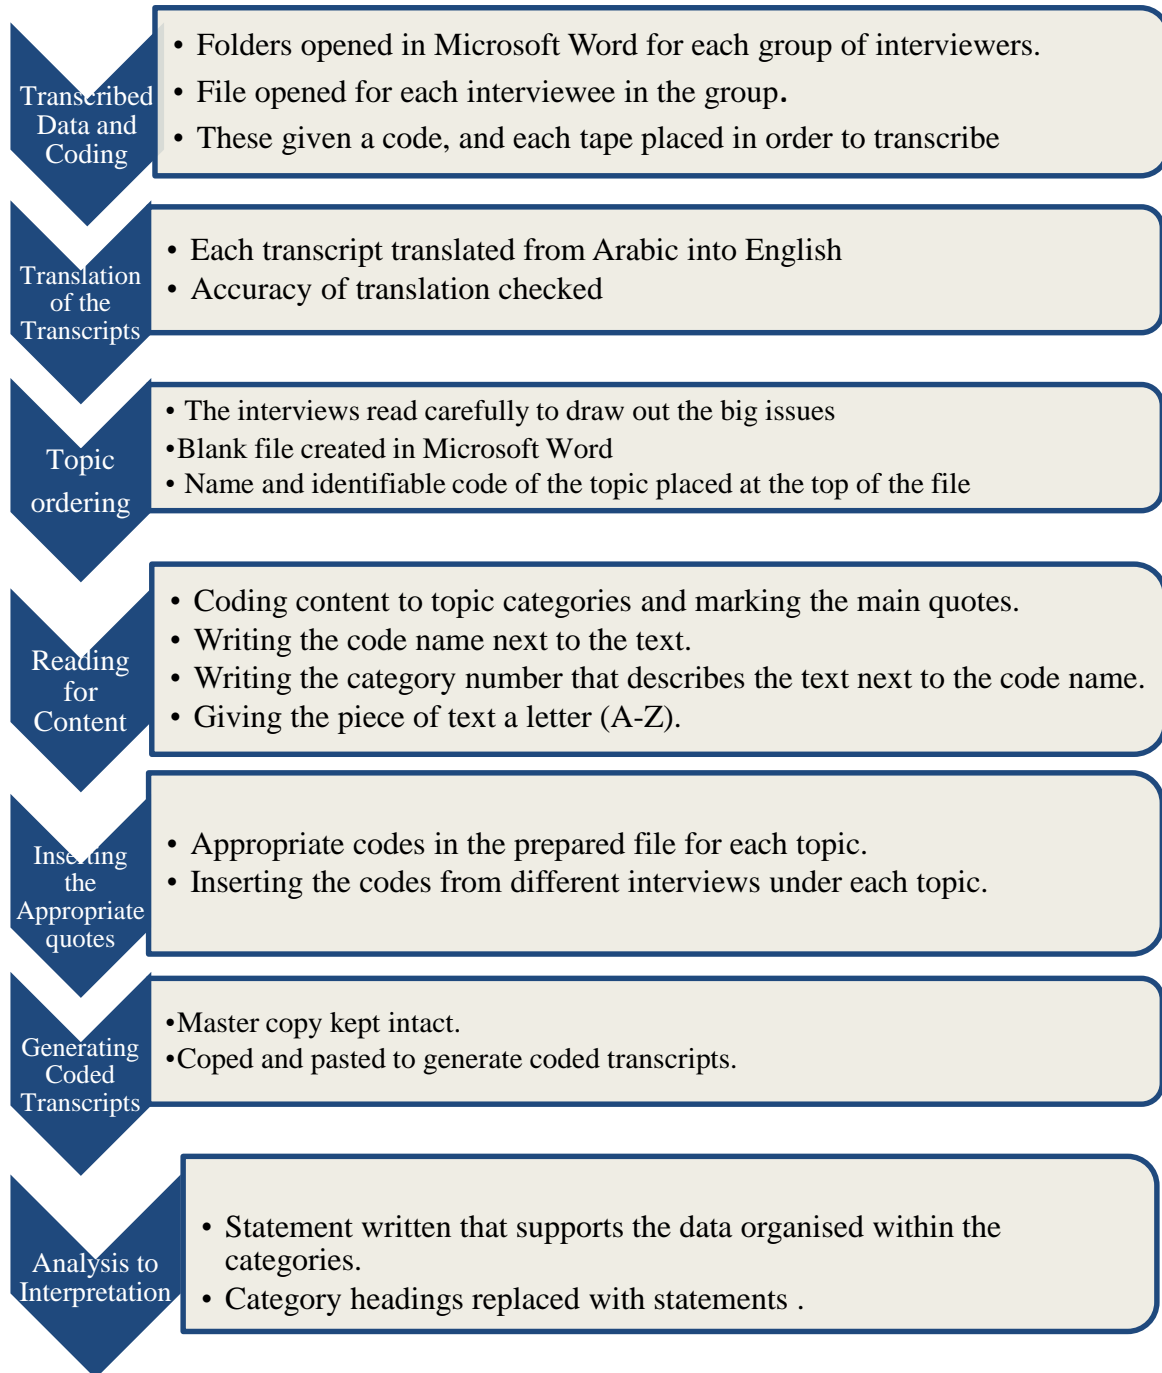 Transcribed
Data and
Coding
• Folders opened in Microsoft Word for each group of interviewers.
• File opened for each interviewee in the group.
• These given a code, and each tape placed in order to transcribe
Translation
of the
Transcripts
• Each transcript translated from Arabic into English
• Accuracy of translation checked
Topic
ordering
• The interviews read carefully to draw out the big issues
•Blank file created in Microsoft Word
• Name and identifiable code of the topic placed at the top of the file
Reading
for
Content
• Coding content to topic categories and marking the main quotes.
• Writing the code name next to the text.
• Writing the category number that describes the text next to the code name.
• Giving the piece of text a letter (A-Z).
Inserting
the
Appropriate
quotes
• Appropriate codes in the prepared file for each topic.
• Inserting the codes from different interviews under each topic.
Generating
Coded
Transcripts
•Master copy kept intact.
•Coped and pasted to generate coded transcripts.
Analysis to
Interpretation
• Statement written that supports the data organised within the
categories.
• Category headings replaced with statements .